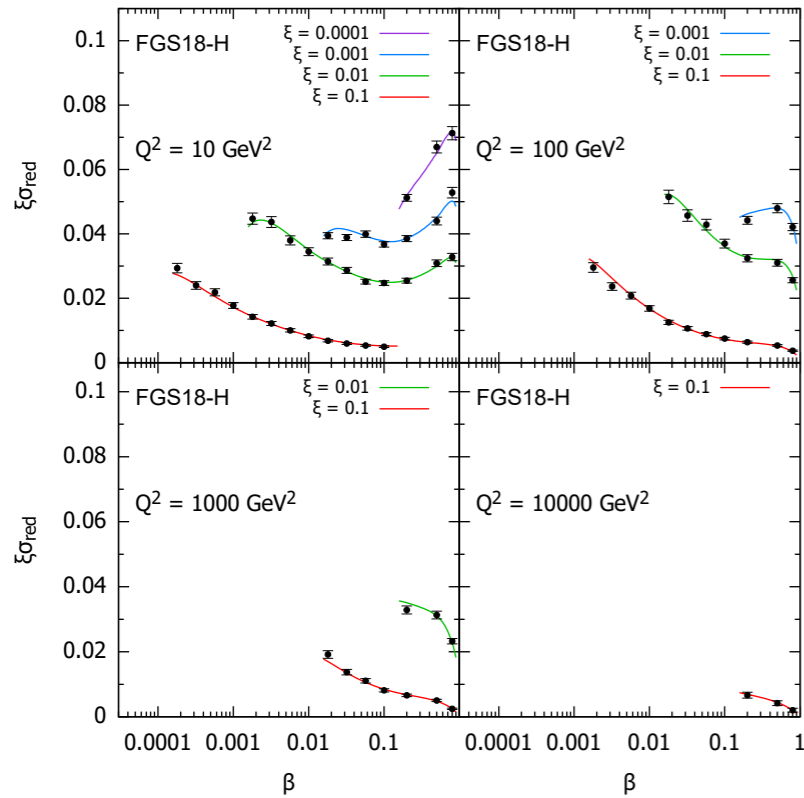 FGS18-H
ξ = 0.0001
ξ = 0.001
ξ = 0.01
ξ = 0.1
Q² = 10 GeV²
0.1
0.08
0.06
0.04
0.02
0
ξσred
FGS18-H
ξ = 0.001
ξ = 0.01
ξ = 0.1
Q² = 100 GeV²
FGS18-H
ξ = 0.01
ξ = 0.1
Q² = 1000 GeV²
0.1
0.08
0.06
0.04
0.02
0
ξσred
0.0001 0.001 0.01 0.1
β
FGS18-H
ξ = 0.1
Q² = 10000 GeV²
0.0001 0.001 0.01 0.1 1
β